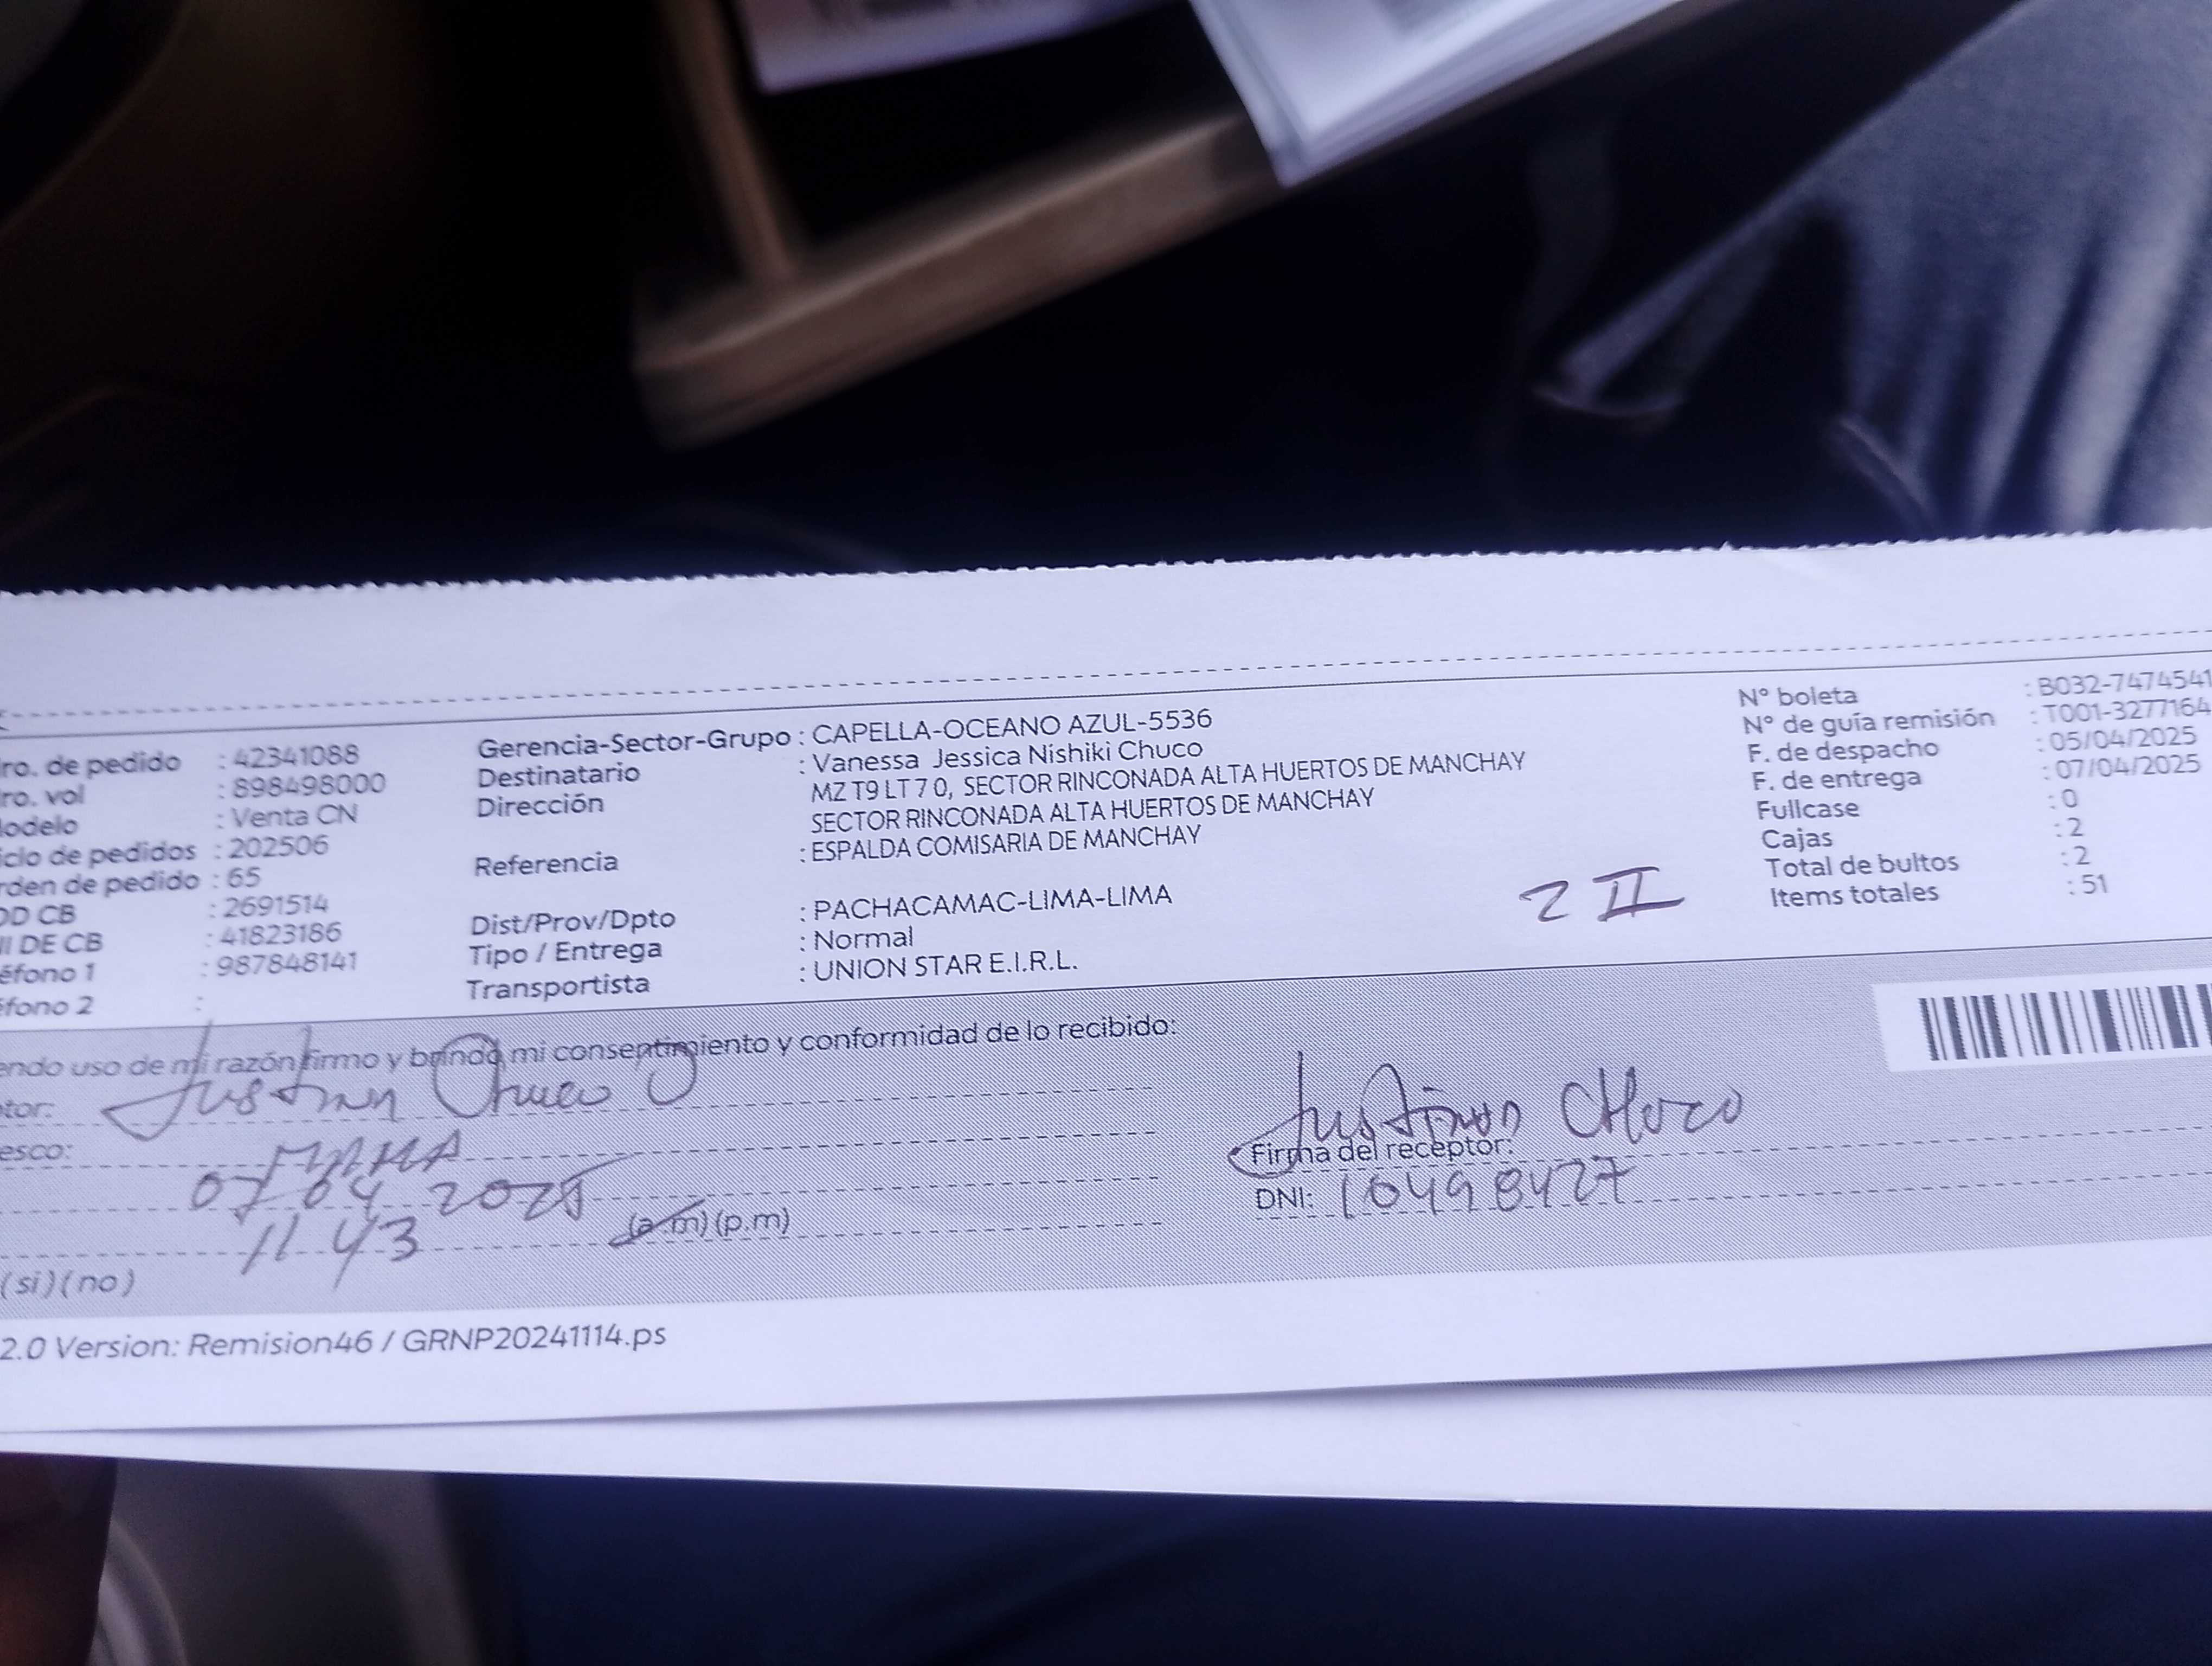 ro. de pedido : 42341088
ro. vol : 898498000
odelo : Venta CN
iclo de pedidos : 202506
rden de pedido : 65
OD CB : 2691514
II DE CB : 41823186
éfono 1 : 987848141
éfono 2 :
Gerencia-Sector-Grupo : CAPELLA-OCEANO AZUL-5536
Destinatario : Vanessa Jessica Nishiki Chuco
Dirección MZ T9 LT 7 0, SECTOR RINCONADA ALTA HUERTOS DE MANCHAY
SECTOR RINCONADA ALTA HUERTOS DE MANCHAY
Referencia : ESPALDA COMISARIA DE MANCHAY
Dist/Prov/Dpto : PACHACAMAC-LIMA-LIMA
Tipo / Entrega : Normal
Transportista : UNION STAR E.I.R.L.
2 II
N° boleta : B032-7474541
N° de guía remisión : T001-3277164
F. de despacho : 05/04/2025
F. de entrega : 07/04/2025
Fullcase : 0
Cajas : 2
Total de bultos : 2
Items totales : 51
endo uso de mi razón firmo y brindo mi consentimiento y conformidad de lo recibido:
tor: Chuco
esco: MAMA
07 04 2025
11 43 (a.m) (p.m)
(si) (no)
CHuco
Firma del receptor:
DNI: 10498427
2.0 Version: Remision46 / GRNP20241114.ps